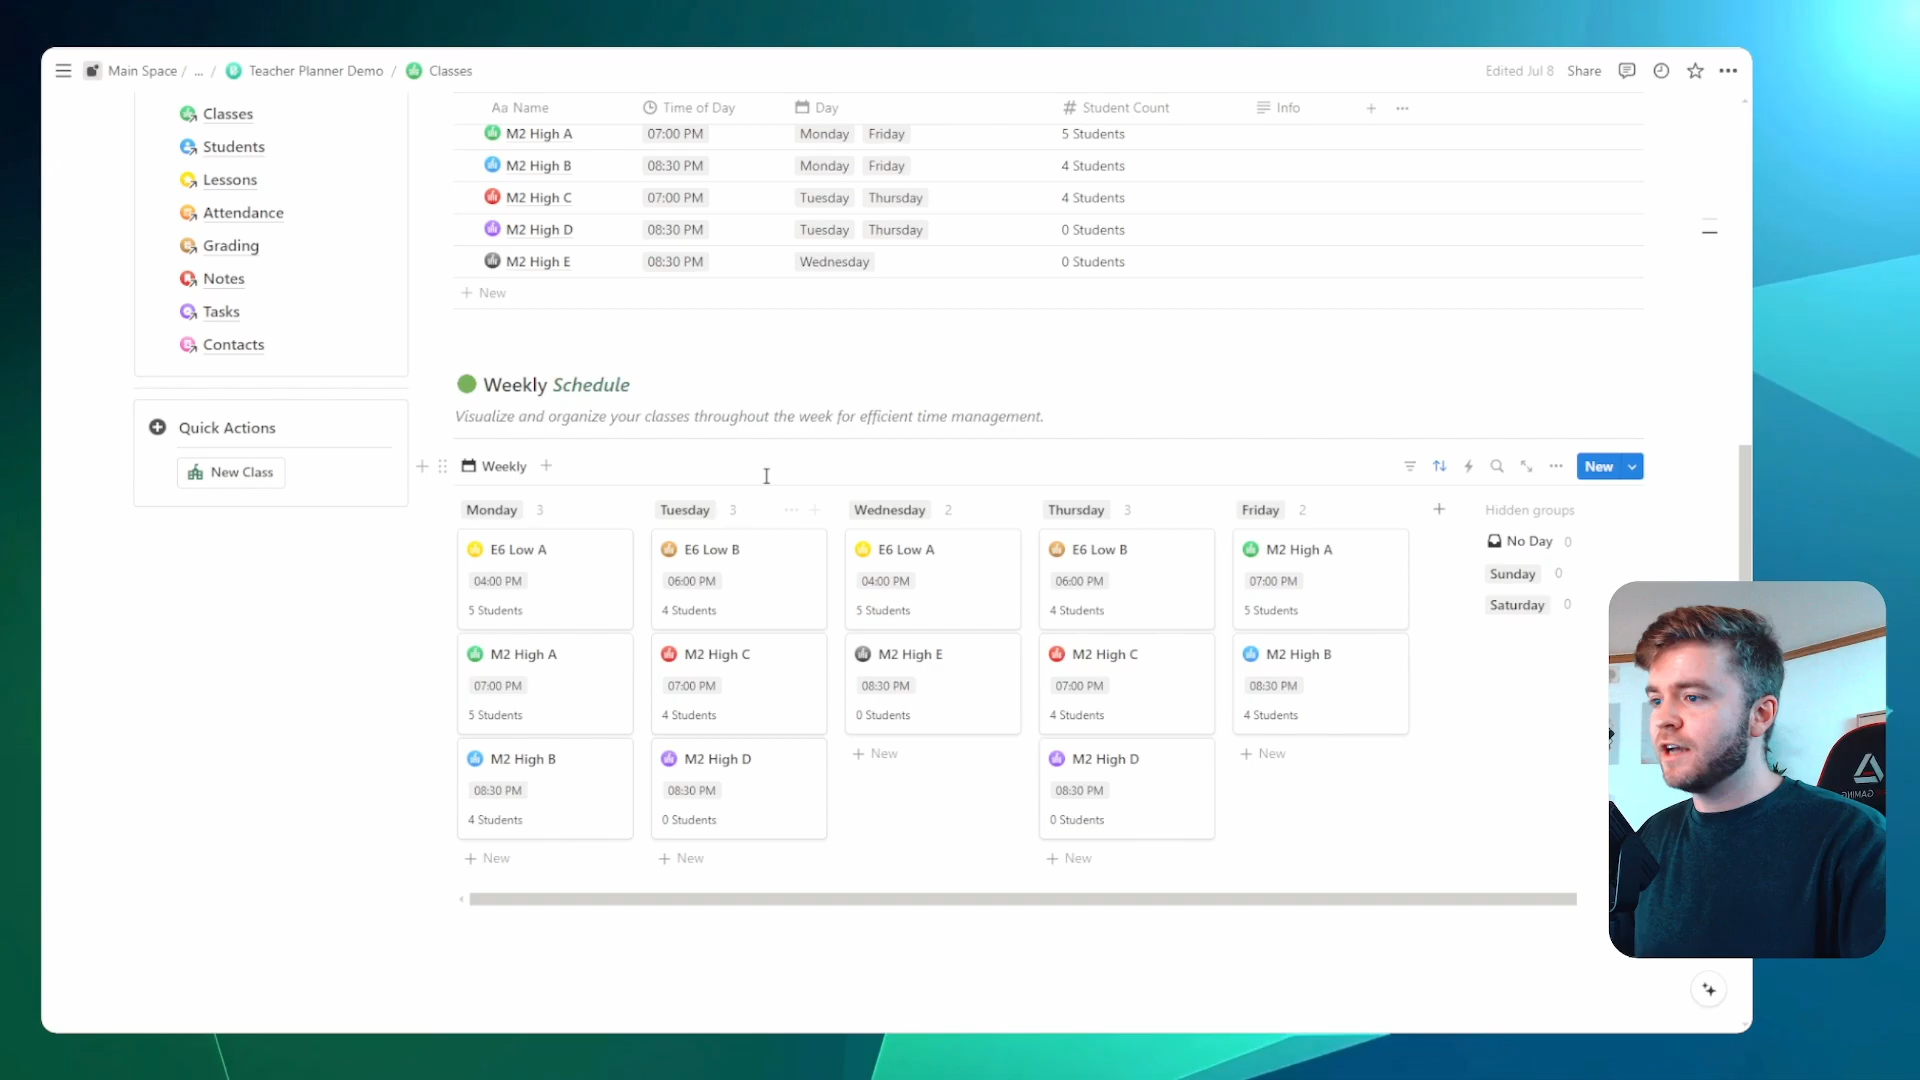 Main Space / ... / Teacher Planner Demo / Classes Edited Jul 8 Share
Classes
Students
Lessons
Attendance
Grading
Notes
Tasks
Contacts
Quick Actions
New Class
Aa Name Time of Day Day # Student Count Info
M2 High A 07:00 PM Monday Friday 5 Students
M2 High B 08:30 PM Monday Friday 4 Students
M2 High C 07:00 PM Tuesday Thursday 4 Students
M2 High D 08:30 PM Tuesday Thursday 0 Students
M2 High E 08:30 PM Wednesday 0 Students
+ New
Weekly Schedule
Visualize and organize your classes throughout the week for efficient time management.
Weekly + New
Monday 3 Tuesday 3 Wednesday 2 Thursday 3 Friday 2 + Hidden groups
E6 Low A E6 Low B E6 Low A E6 Low B M2 High A No Day 0
04:00 PM 06:00 PM 04:00 PM 06:00 PM 07:00 PM Sunday 0
5 Students 4 Students 5 Students 4 Students 5 Students Saturday 0
M2 High A M2 High C M2 High E M2 High C M2 High B
07:00 PM 07:00 PM 08:30 PM 07:00 PM 08:30 PM
5 Students 4 Students 0 Students 4 Students 4 Students
+ New + New
M2 High B M2 High D M2 High D
08:30 PM 08:30 PM 08:30 PM
4 Students 0 Students 0 Students
+ New + New + New
GAMING